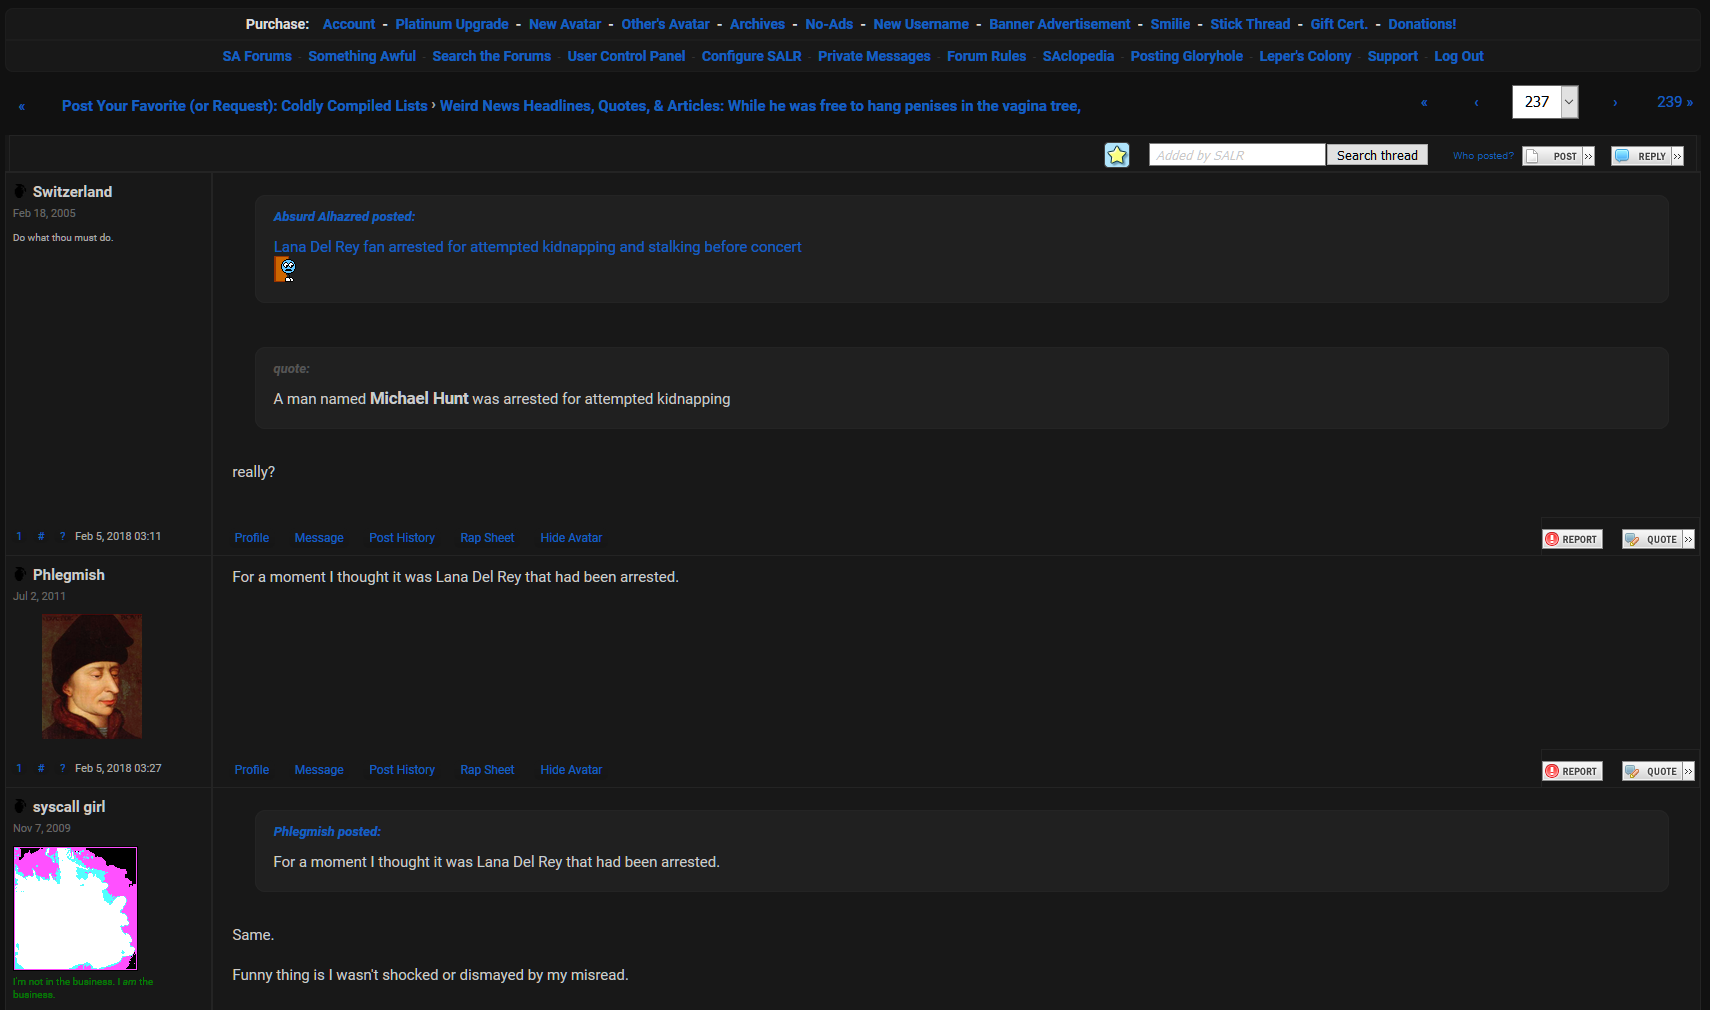 Purchase: Account - Platinum Upgrade - New Avatar - Other's Avatar - Archives - No-Ads - New Username - Banner Advertisement - Smilie - Stick Thread - Gift Cert. - Donations!
SA Forums - Something Awful - Search the Forums - User Control Panel - Configure SALR - Private Messages - Forum Rules - SAclopedia - Posting Gloryhole - Leper's Colony - Support - Log Out
« Post Your Favorite (or Request): Coldly Compiled Lists › Weird News Headlines, Quotes, & Articles: While he was free to hang penises in the vagina tree, « ‹ 237 › 239 »
Added by SALR Search thread Who posted? POST » REPLY »
Switzerland
Feb 18, 2005
Do what thou must do.
Absurd Alhazred posted:
Lana Del Rey fan arrested for attempted kidnapping and stalking before concert
quote:
A man named Michael Hunt was arrested for attempted kidnapping
really?
1 # ? Feb 5, 2018 03:11 Profile Message Post History Rap Sheet Hide Avatar REPORT QUOTE »
Phlegmish
Jul 2, 2011
For a moment I thought it was Lana Del Rey that had been arrested.
1 # ? Feb 5, 2018 03:27 Profile Message Post History Rap Sheet Hide Avatar REPORT QUOTE »
syscall girl
Nov 7, 2009
I'm not in the business. I am the
business.
Phlegmish posted:
For a moment I thought it was Lana Del Rey that had been arrested.
Same.
Funny thing is I wasn't shocked or dismayed by my misread.